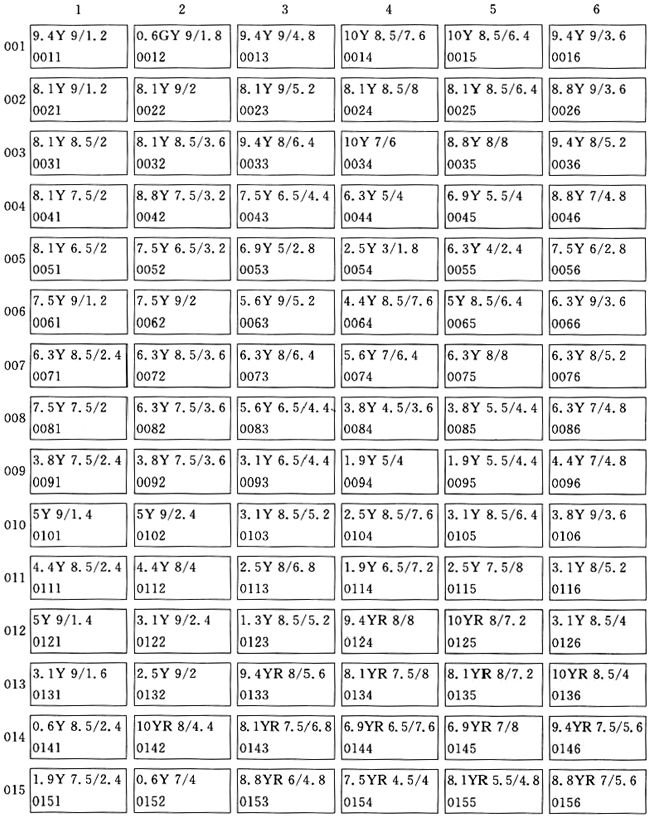 1 2 3 4 5 6
001 9.4Y 9/1.2 0.6GY 9/1.8 9.4Y 9/4.8 10Y 8.5/7.6 10Y 8.5/6.4 9.4Y 9/3.6
0011 0012 0013 0014 0015 0016
002 8.1Y 9/1.2 8.1Y 9/2 8.1Y 9/5.2 8.1Y 8.5/8 8.1Y 8.5/6.4 8.8Y 9/3.6
0021 0022 0023 0024 0025 0026
003 8.1Y 8.5/2 8.1Y 8.5/3.6 9.4Y 8/6.4 10Y 7/6 8.8Y 8/8 9.4Y 8/5.2
0031 0032 0033 0034 0035 0036
004 8.1Y 7.5/2 8.8Y 7.5/3.2 7.5Y 6.5/4.4 6.3Y 5/4 6.9Y 5.5/4 8.8Y 7/4.8
0041 0042 0043 0044 0045 0046
005 8.1Y 6.5/2 7.5Y 6.5/3.2 6.9Y 5/2.8 2.5Y 3/1.8 6.3Y 4/2.4 7.5Y 6/2.8
0051 0052 0053 0054 0055 0056
006 7.5Y 9/1.2 7.5Y 9/2 5.6Y 9/5.2 4.4Y 8.5/7.6 5Y 8.5/6.4 6.3Y 9/3.6
0061 0062 0063 0064 0065 0066
007 6.3Y 8.5/2.4 6.3Y 8.5/3.6 6.3Y 8/6.4 5.6Y 7/6.4 6.3Y 8/8 6.3Y 8/5.2
0071 0072 0073 0074 0075 0076
008 7.5Y 7.5/2 6.3Y 7.5/3.6 5.6Y 6.5/4.4 3.8Y 4.5/3.6 3.8Y 5.5/4.4 6.3Y 7/4.8
0081 0082 0083 0084 0085 0086
009 3.8Y 7.5/2.4 3.8Y 7.5/3.6 3.1Y 6.5/4.4 1.9Y 5/4 1.9Y 5.5/4.4 4.4Y 7/4.8
0091 0092 0093 0094 0095 0096
010 5Y 9/1.4 5Y 9/2.4 3.1Y 8.5/5.2 2.5Y 8.5/7.6 3.1Y 8.5/6.4 3.8Y 9/3.6
0101 0102 0103 0104 0105 0106
011 4.4Y 8.5/2.4 4.4Y 8/4 2.5Y 8/6.8 1.9Y 6.5/7.2 2.5Y 7.5/8 3.1Y 8/5.2
0111 0112 0113 0114 0115 0116
012 5Y 9/1.4 3.1Y 9/2.4 1.3Y 8.5/5.2 9.4YR 8/8 10YR 8/7.2 3.1Y 8.5/4
0121 0122 0123 0124 0125 0126
013 3.1Y 9/1.6 2.5Y 9/2 9.4YR 8/5.6 8.1YR 7.5/8 8.1YR 8/7.2 10YR 8.5/4
0131 0132 0133 0134 0135 0136
014 0.6Y 8.5/2.4 10YR 8/4.4 8.1YR 7.5/6.8 6.9YR 6.5/7.6 6.9YR 7/8 9.4YR 7.5/5.6
0141 0142 0143 0144 0145 0146
015 1.9Y 7.5/2.4 0.6Y 7/4 8.8YR 6/4.8 7.5YR 4.5/4 8.1YR 5.5/4.8 8.8YR 7/5.6
0151 0152 0153 0154 0155 0156